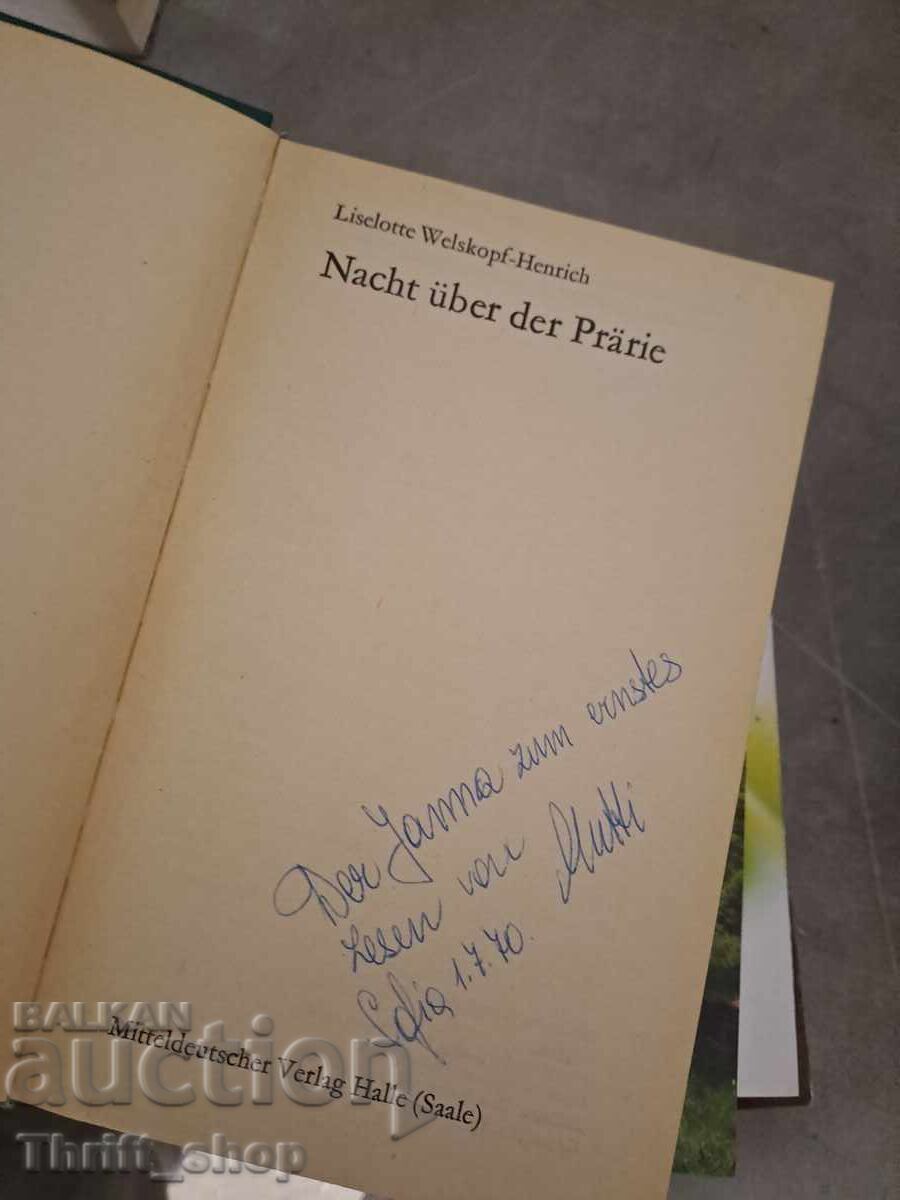 Liselotte Welskopf-Henrich
Nacht über der Prärie
Der Janna zum ernstes
Lesen von Mutti
Sofia 1.7.70.
Mitteldeutscher Verlag Halle (Saale)
BALKAN
auction
Thrift_shop